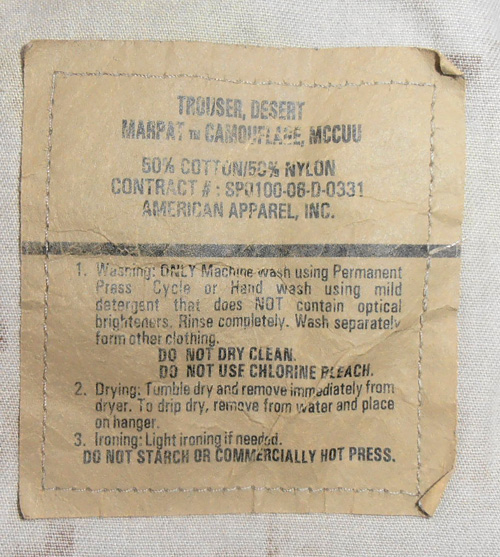 TROUSER, DESERT
MARPAT TM CAMOUFLAGE, MCCUU
50% COTTON/50% NYLON
CONTRACT # : SP0100-06-D-0331
AMERICAN APPAREL, INC.
1. Washing: ONLY Machine wash using Permanent
Press Cycle or Hand wash using mild
detergent that does NOT contain optical
brighteners. Rinse completely. Wash separately
form other clothing.
DO NOT DRY CLEAN.
DO NOT USE CHLORINE BLEACH.
2. Drying: Tumble dry and remove immediately from
dryer. To drip dry, remove from water and place
on hanger.
3. Ironing: Light ironing if needed.
DO NOT STARCH OR COMMERCIALLY HOT PRESS.